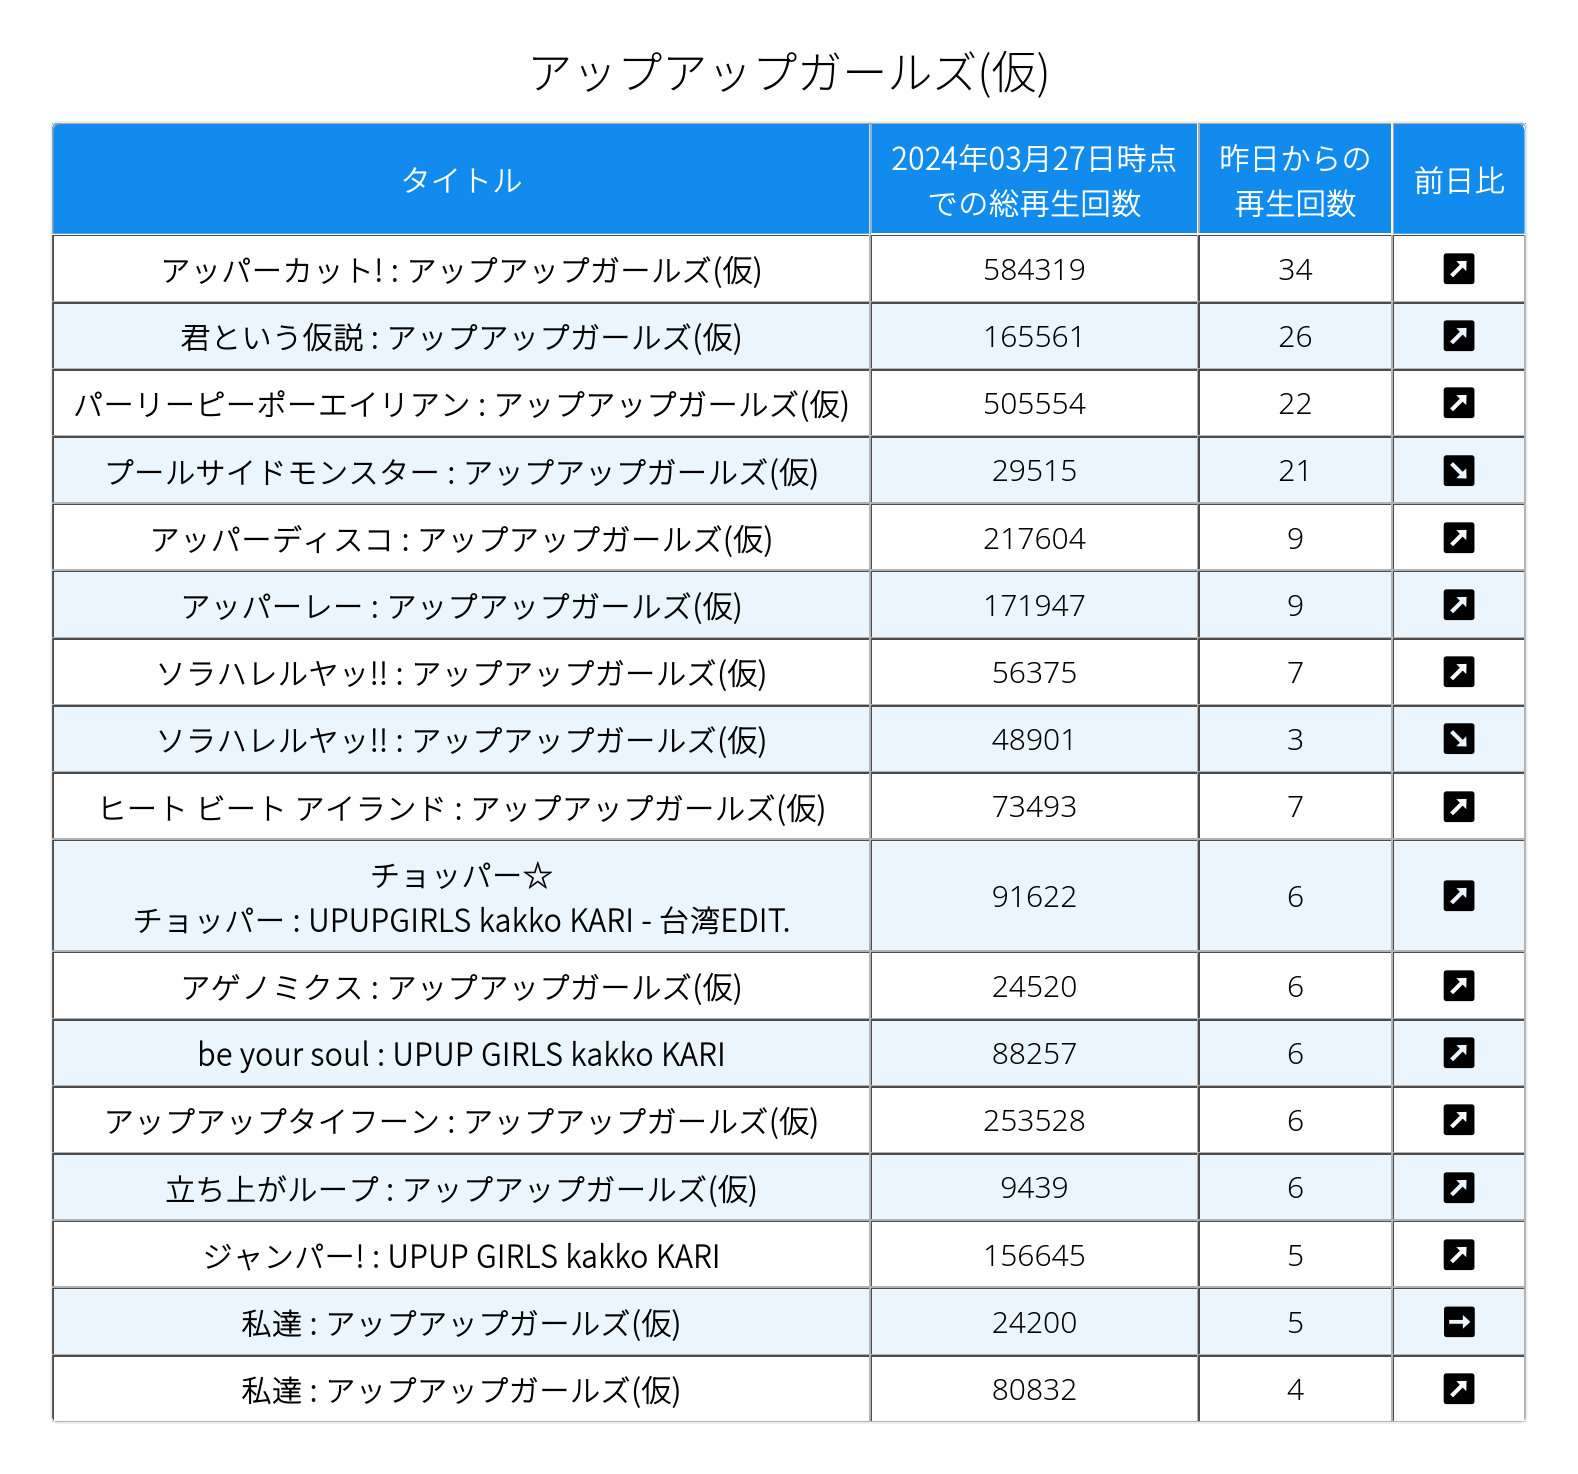 アップアップガールズ(仮)
タイトル
2024年03月27日時点
での総再生回数
昨日からの
再生回数
前日比
アッパーカット! : アップアップガールズ(仮) 584319 34 ↗
君という仮説 : アップアップガールズ(仮) 165561 26 ↗
パーリーピーポーエイリアン : アップアップガールズ(仮) 505554 22 ↗
プールサイドモンスター : アップアップガールズ(仮) 29515 21 ↘
アッパーディスコ : アップアップガールズ(仮) 217604 9 ↗
アッパーレー : アップアップガールズ(仮) 171947 9 ↗
ソラハレルヤッ!! : アップアップガールズ(仮) 56375 7 ↗
ソラハレルヤッ!! : アップアップガールズ(仮) 48901 3 ↘
ヒート ビート アイランド : アップアップガールズ(仮) 73493 7 ↗
チョッパー☆
チョッパー : UPUPGIRLS kakko KARI - 台湾EDIT. 91622 6 ↗
アゲノミクス : アップアップガールズ(仮) 24520 6 ↗
be your soul : UPUP GIRLS kakko KARI 88257 6 ↗
アップアップタイフーン : アップアップガールズ(仮) 253528 6 ↗
立ち上がループ : アップアップガールズ(仮) 9439 6 ↗
ジャンパー! : UPUP GIRLS kakko KARI 156645 5 ↗
私達 : アップアップガールズ(仮) 24200 5 →
私達 : アップアップガールズ(仮) 80832 4 ↗